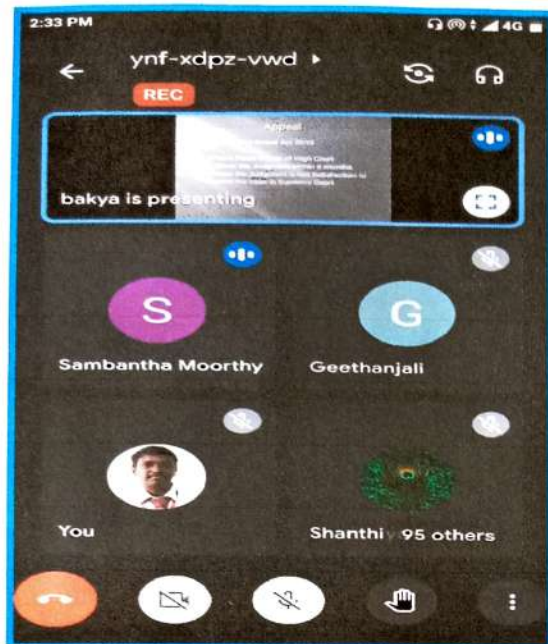 2:33 PM
4G
ynf-xdpz-vwd
REC
Appeal
bakya is presenting
S
Sambantha Moorthy
G
Geethanjali
You
Shanthi
95 others